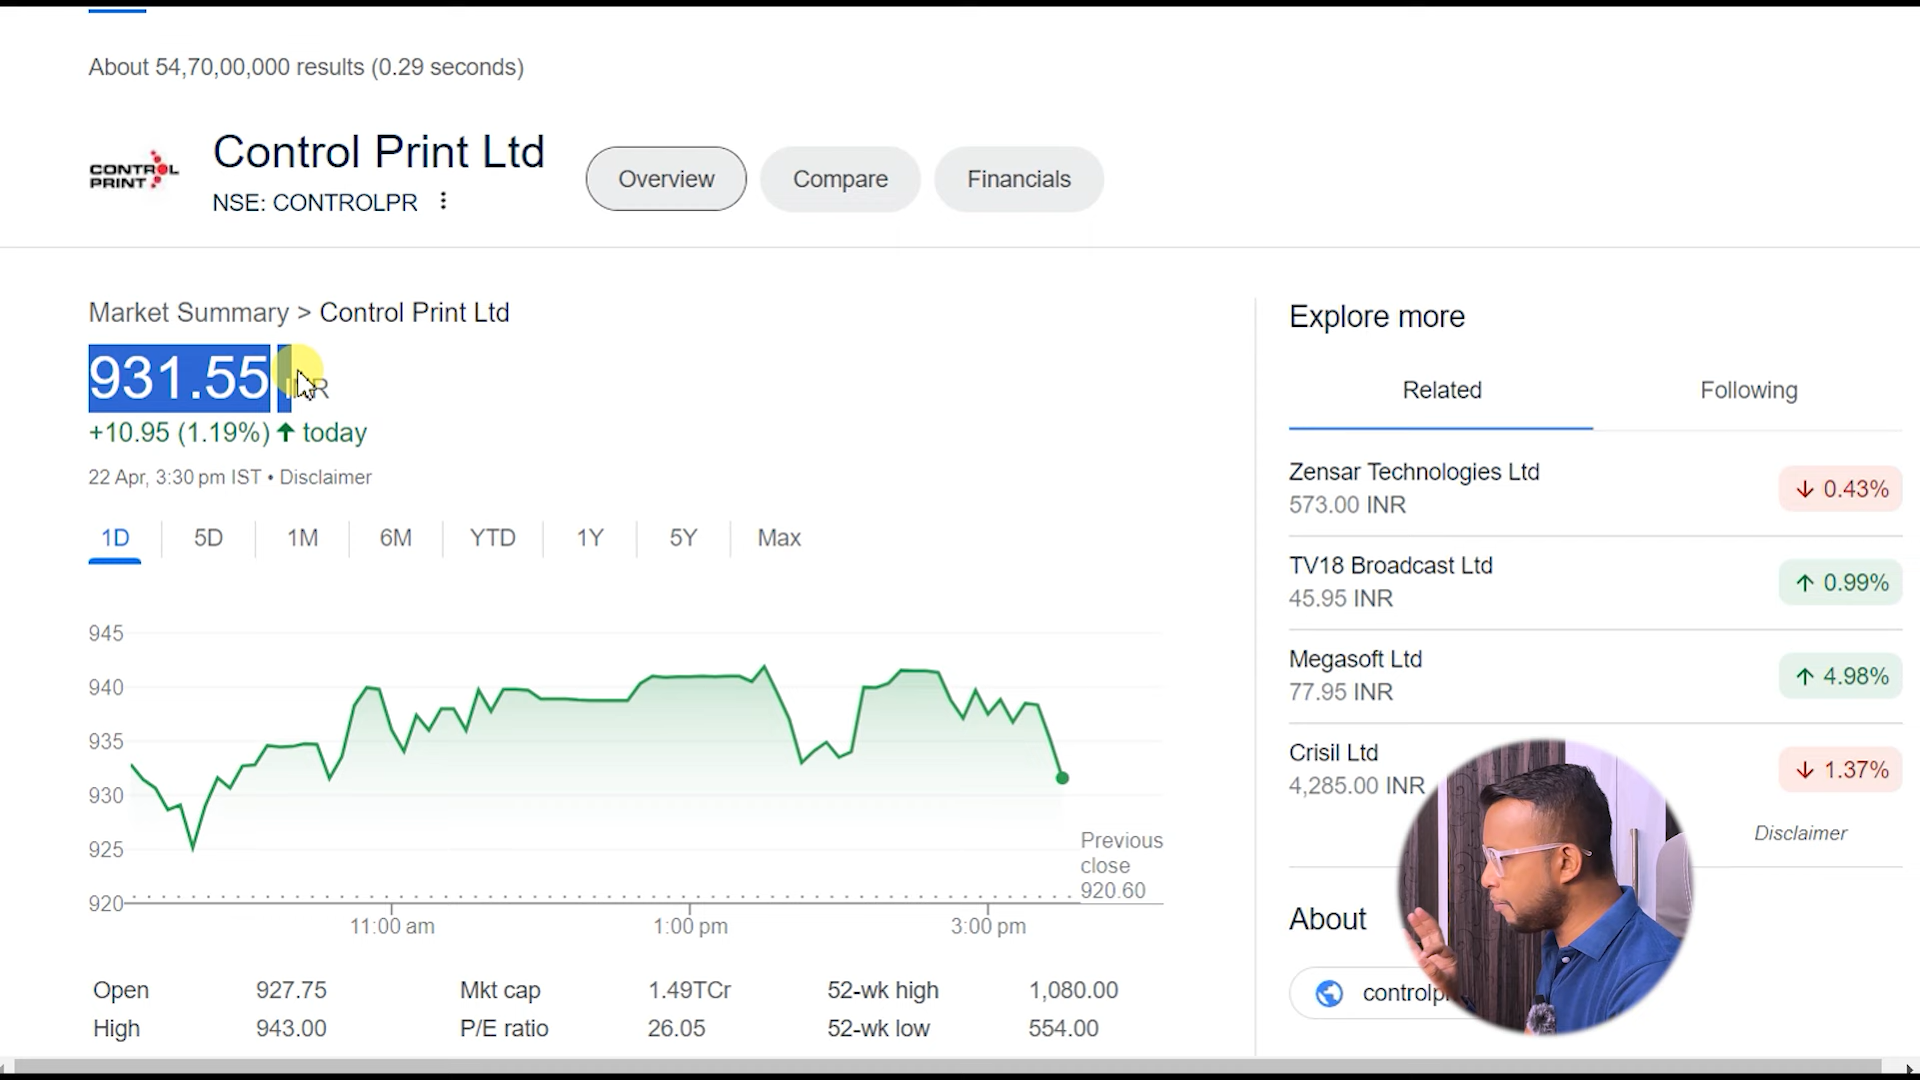 About 54,70,00,000 results (0.29 seconds)
CONTROL
PRINT
Control Print Ltd
NSE: CONTROLPR
Overview
Compare
Financials
Market Summary > Control Print Ltd
931.55 INR
+10.95 (1.19%) ↑ today
22 Apr, 3:30 pm IST • Disclaimer
1D 5D 1M 6M YTD 1Y 5Y Max
945
940
935
930
925
920
Previous
close
920.60
11:00 am 1:00 pm 3:00 pm
Open 927.75 Mkt cap 1.49TCr 52-wk high 1,080.00
High 943.00 P/E ratio 26.05 52-wk low 554.00
Explore more
Related Following
Zensar Technologies Ltd
573.00 INR
↓ 0.43%
TV18 Broadcast Ltd
45.95 INR
↑ 0.99%
Megasoft Ltd
77.95 INR
↑ 4.98%
Crisil Ltd
4,285.00 INR
↓ 1.37%
Disclaimer
About